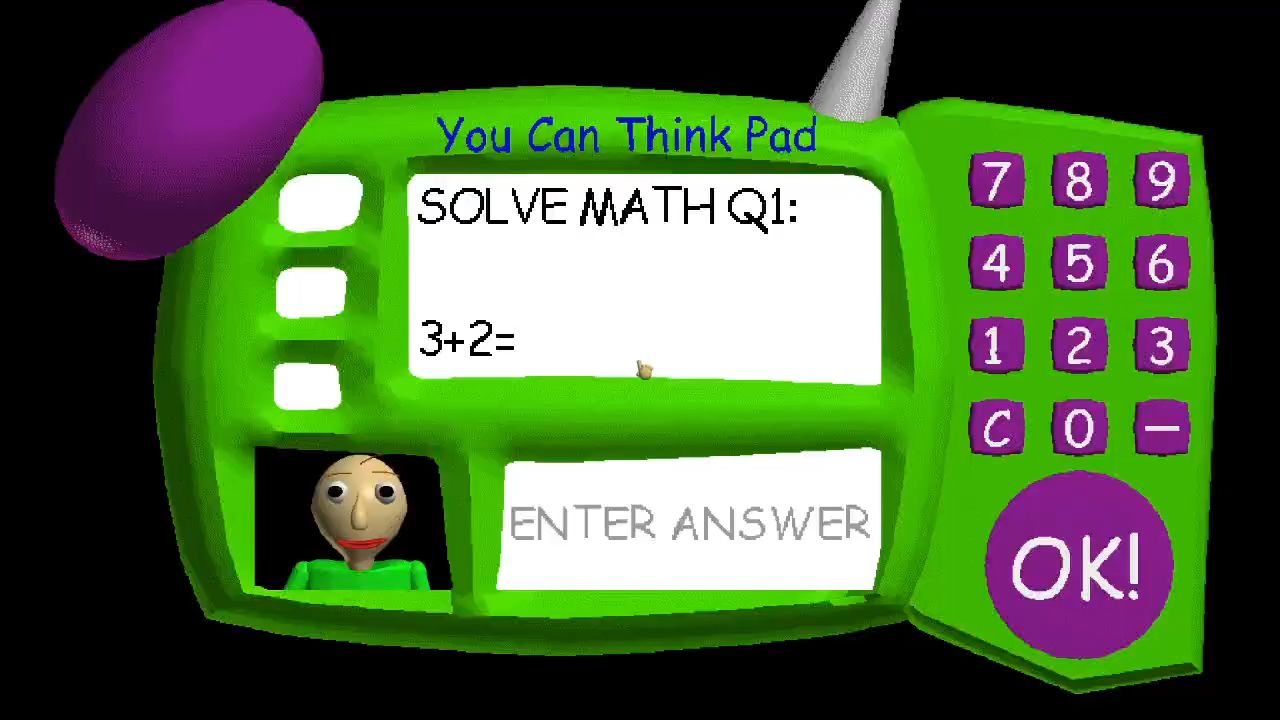 You Can Think Pad
SOLVE MATH Q1:
3+2=
ENTER ANSWER
7 8 9
4 5 6
1 2 3
C 0 −
OK!